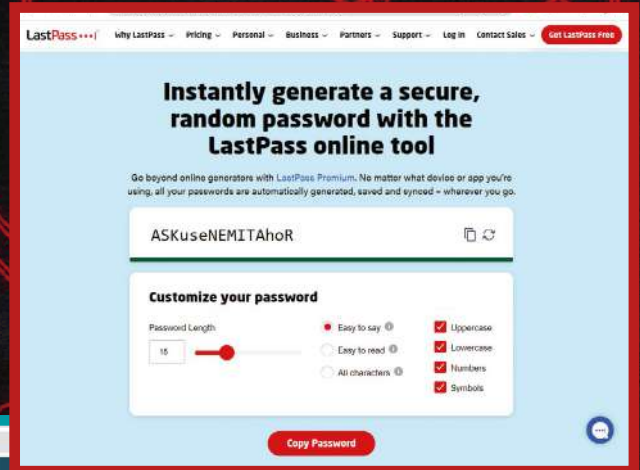 LastPass
Why LastPass Pricing Personal Business Partners Support Log In Contact Sales Get LastPass Free
Instantly generate a secure,
random password with the
LastPass online tool
Go beyond online generators with LastPass Premium. No matter what device or app you're
using, all your passwords are automatically generated, saved and synced – wherever you go.
ASKuseNEMITAhoR
Customize your password
Password Length
15
Easy to say
Easy to read
All characters
Uppercase
Lowercase
Numbers
Symbols
Copy Password